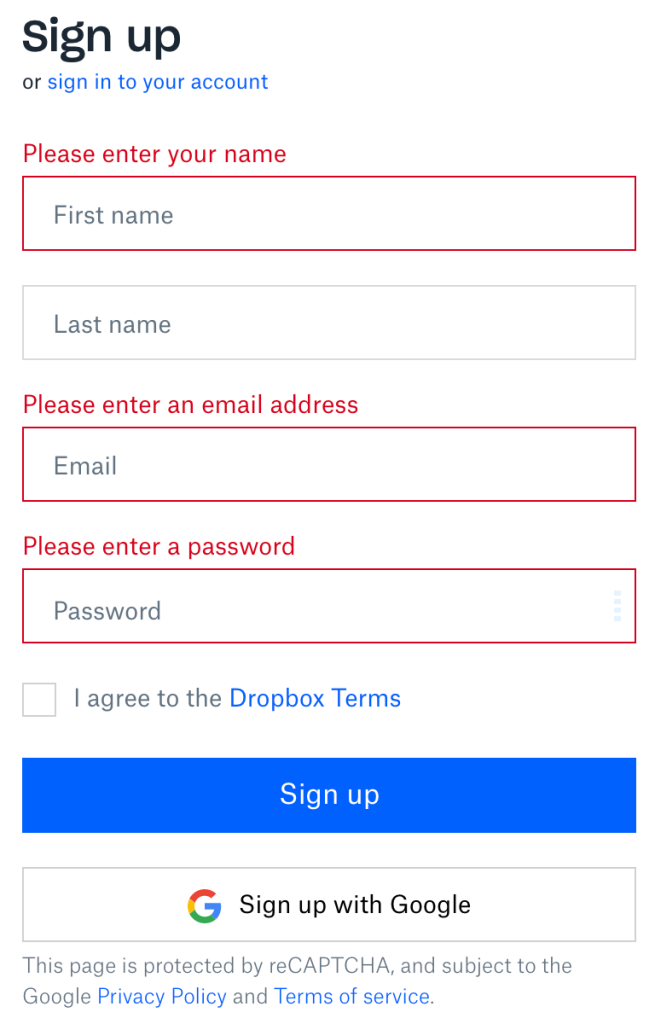 Sign up
or sign in to your account
Please enter your name
First name
Last name
Please enter an email address
Email
Please enter a password
Password
I agree to the Dropbox Terms
Sign up
Sign up with Google
This page is protected by reCAPTCHA, and subject to the
Google Privacy Policy and Terms of service.